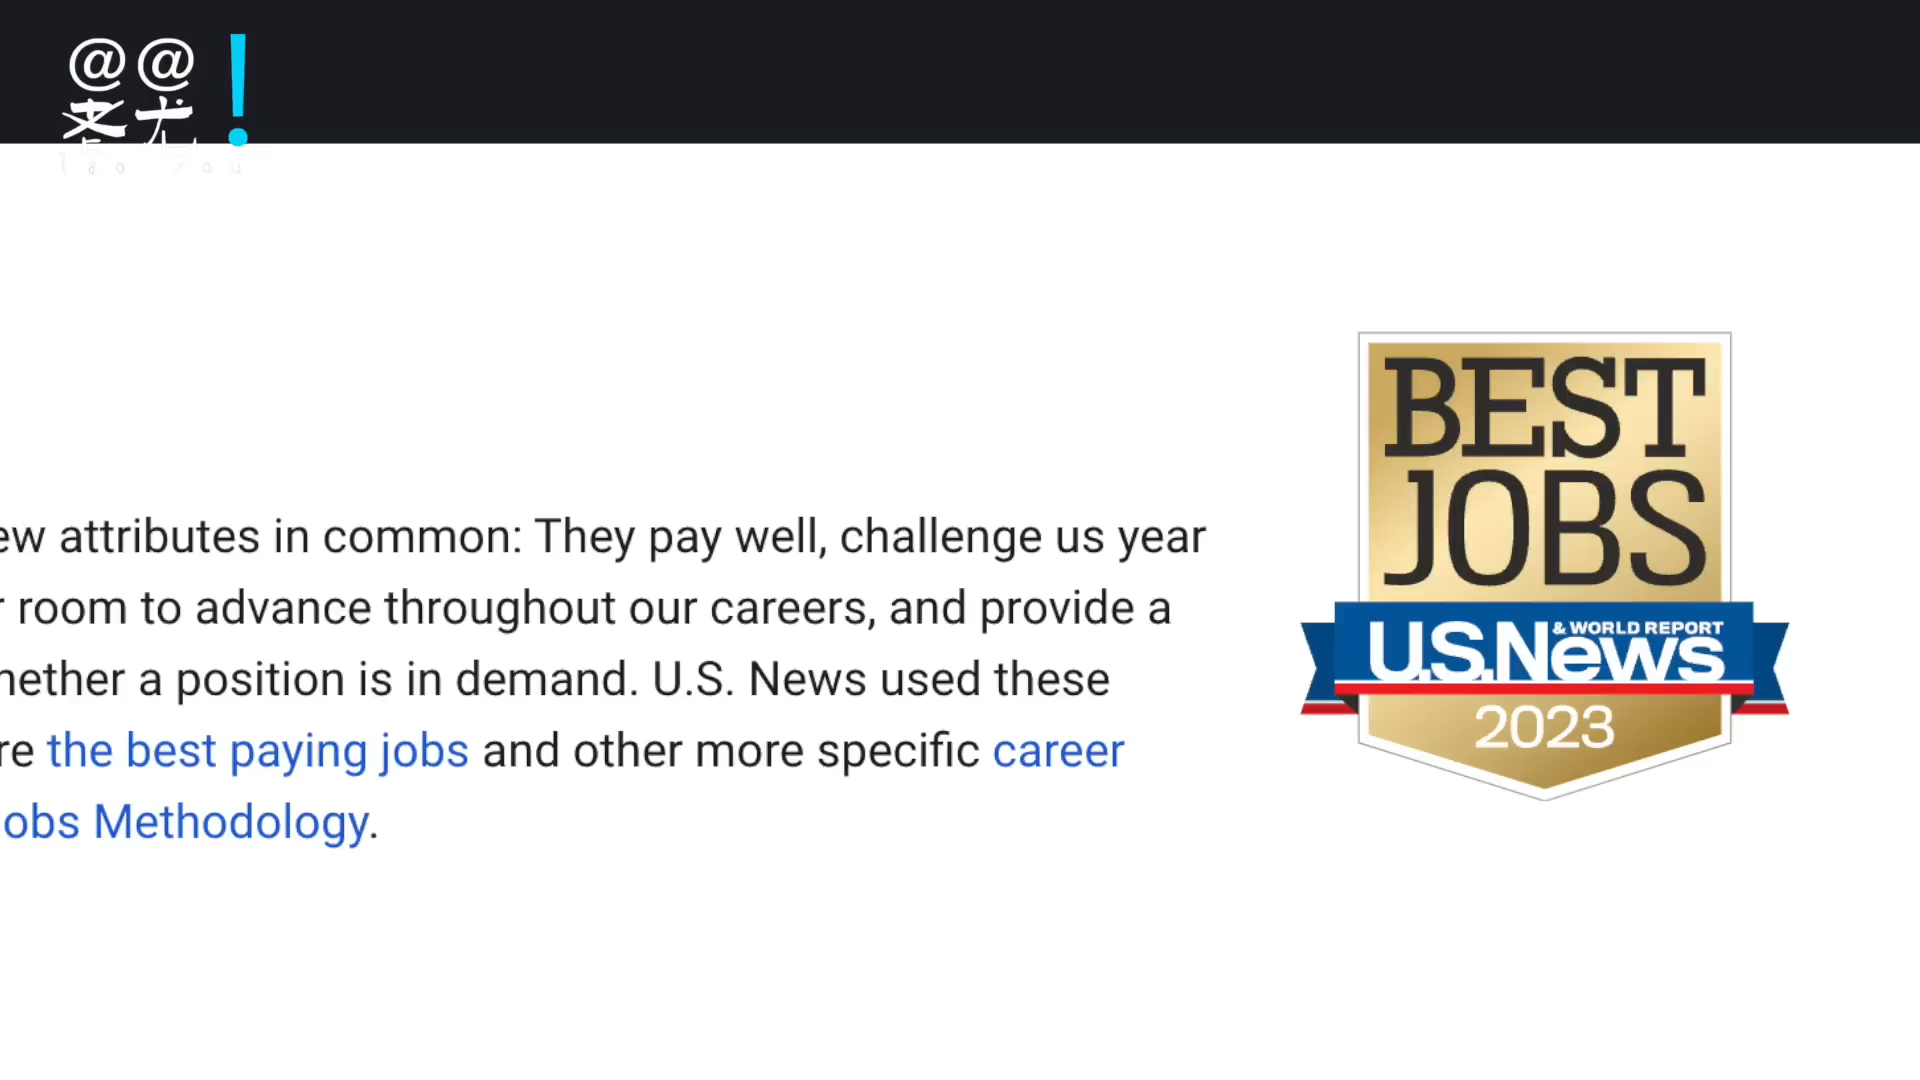 @@!
BEST
JOBS
U.S.News
& WORLD REPORT
2023
ew attributes in common: They pay well, challenge us year
r room to advance throughout our careers, and provide a
hether a position is in demand. U.S. News used these
re the best paying jobs and other more specific career
obs Methodology.